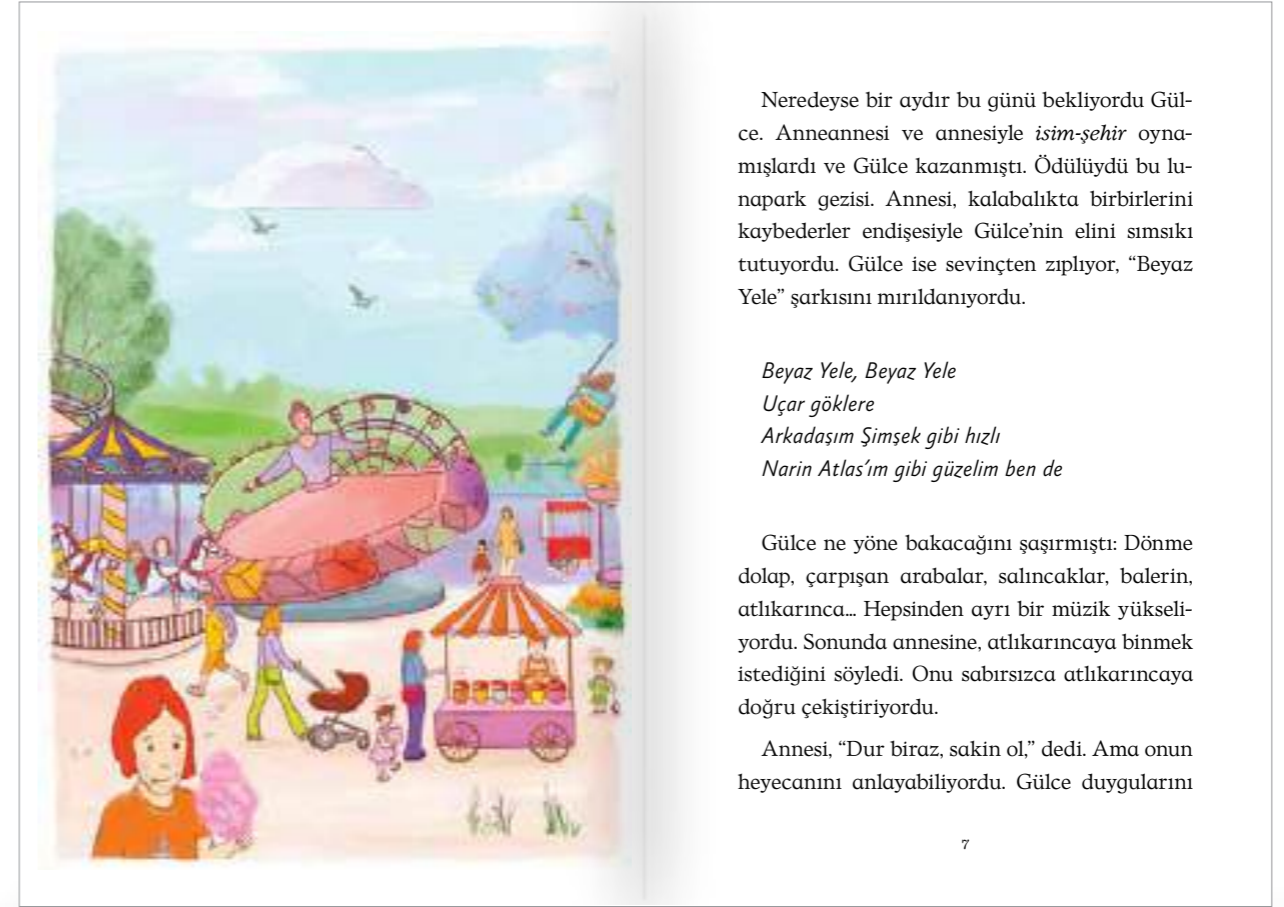 Neredeyse bir aydır bu günü bekliyordu Gül-
ce. Anneannesi ve annesiyle isim-şehir oyna-
mışlardı ve Gülce kazanmıştı. Ödülüydü bu lu-
napark gezisi. Annesi, kalabalıkta birbirlerini
kaybederler endişesiyle Gülce’nin elini sımsıkı
tutuyordu. Gülce ise sevinçten zıplıyor, “Beyaz
Yele” şarkısını mırıldanıyordu.
Beyaz Yele, Beyaz Yele
Uçar göklere
Arkadaşım Şimşek gibi hızlı
Narin Atlas’ım gibi güzelim ben de
Gülce ne yöne bakacağını şaşırmıştı: Dönme
dolap, çarpışan arabalar, salıncaklar, balerin,
atlıkarınca... Hepsinden ayrı bir müzik yükseli-
yordu. Sonunda annesine, atlıkarıncaya binmek
istediğini söyledi. Onu sabırsızca atlıkarıncaya
doğru çekiştiriyordu.
Annesi, “Dur biraz, sakin ol,” dedi. Ama onun
heyecanını anlayabiliyordu. Gülce duygularını
7